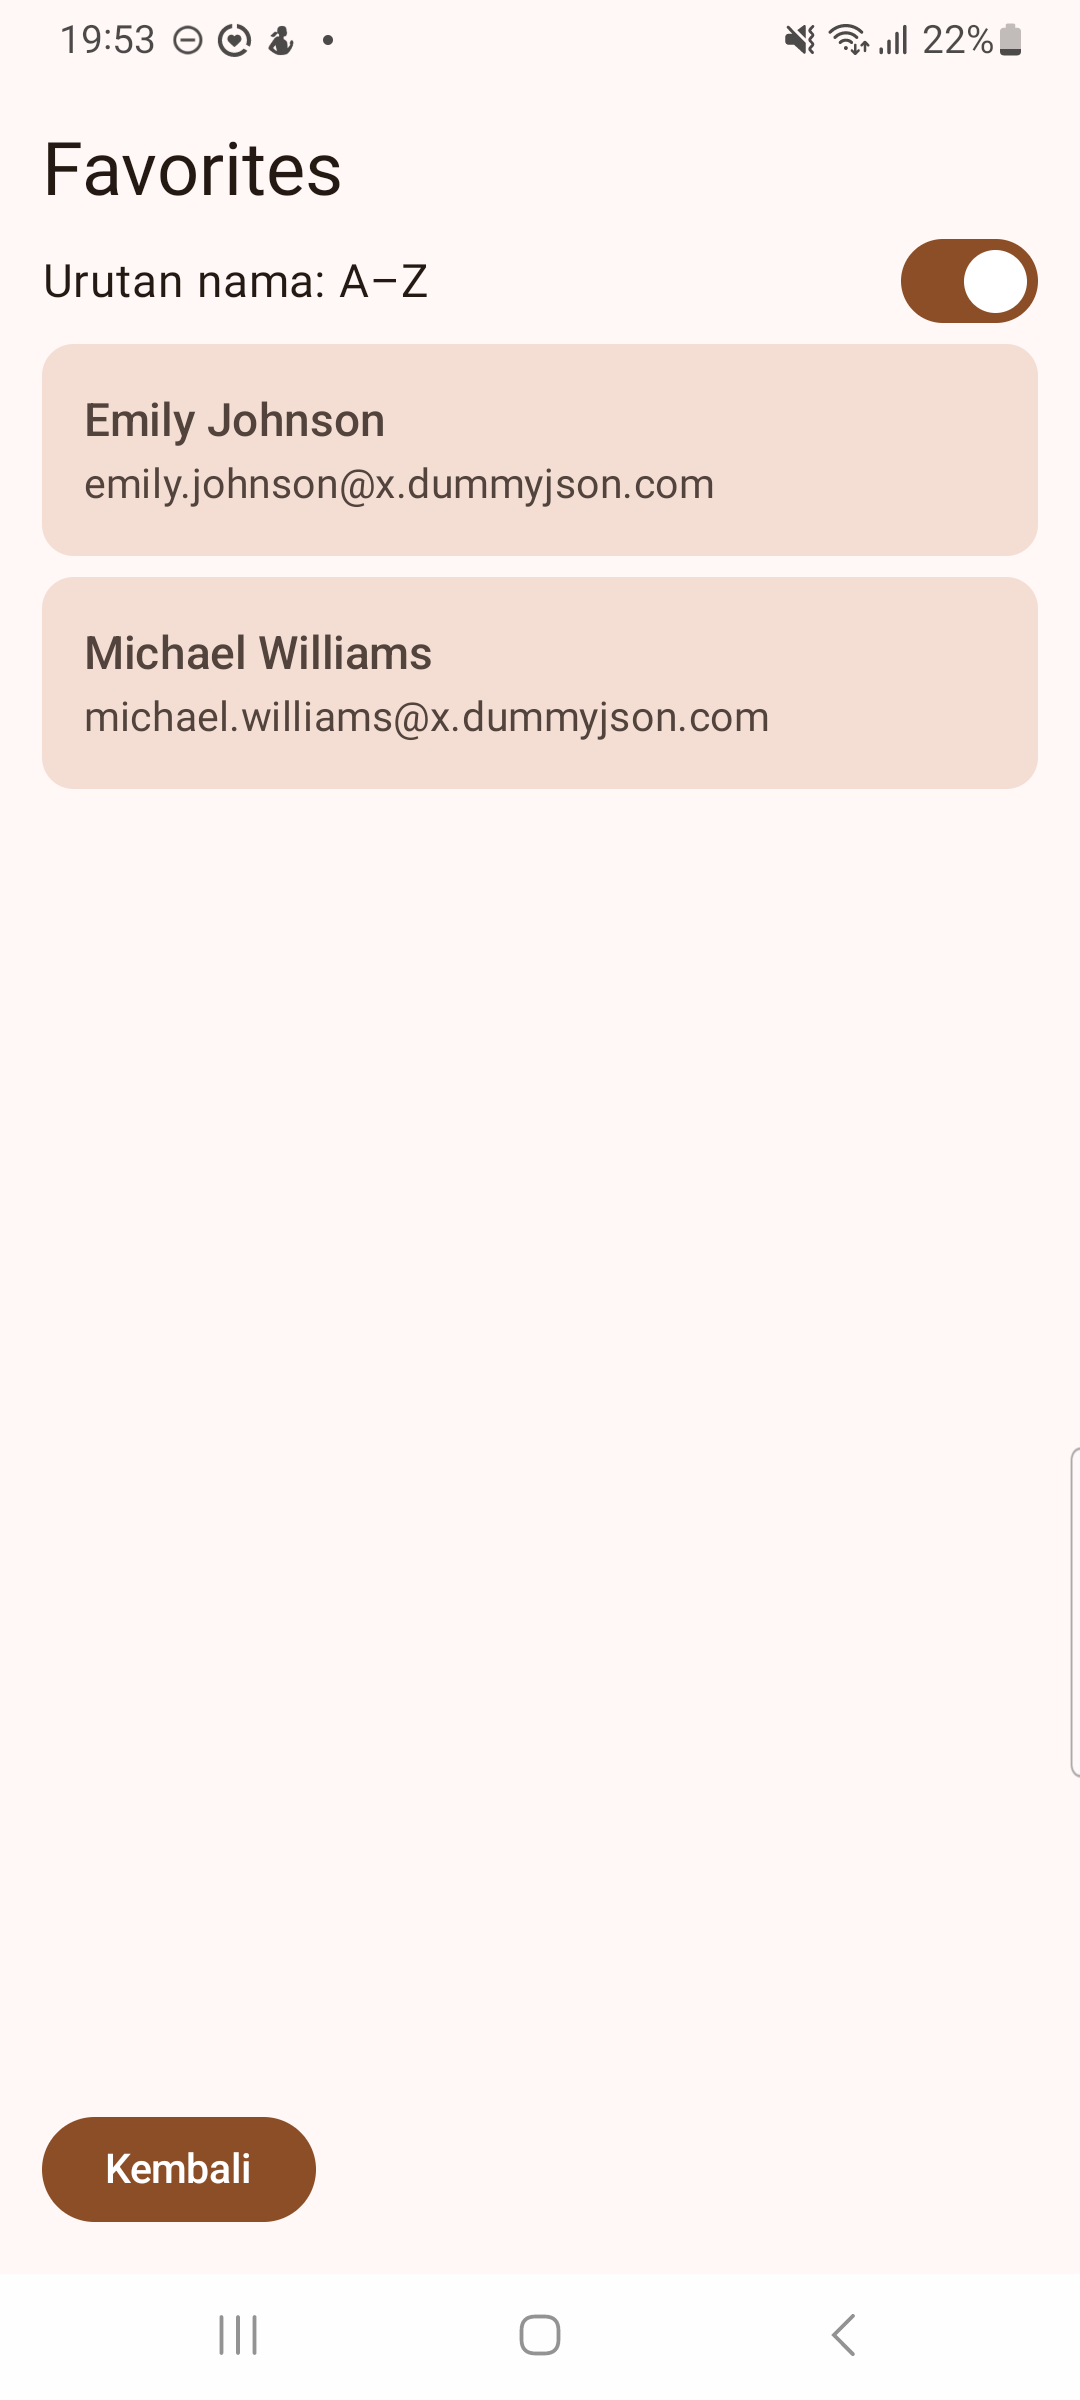 19:53
22%
Favorites
Urutan nama: A–Z
Emily Johnson
emily.johnson@x.dummyjson.com
Michael Williams
michael.williams@x.dummyjson.com
Kembali